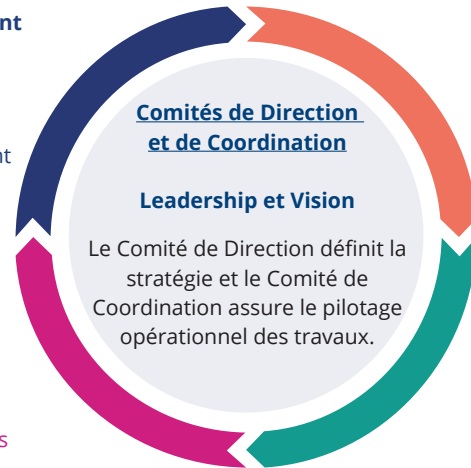 Comités de Direction
et de Coordination
Leadership et Vision
Le Comité de Direction définit la
stratégie et le Comité de
Coordination assure le pilotage
opérationnel des travaux.